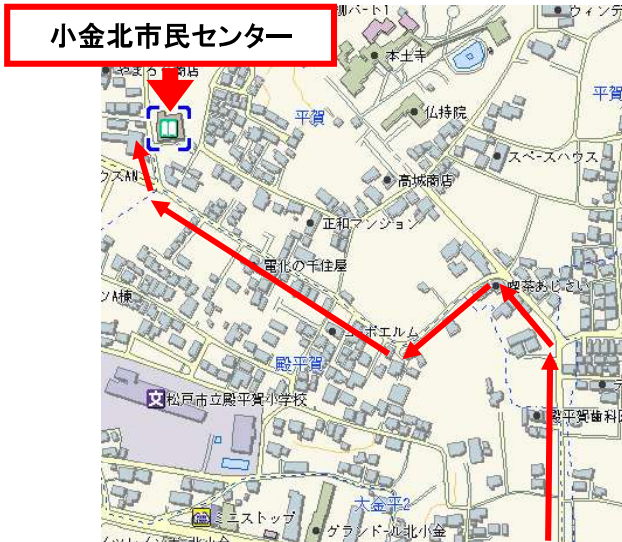 小金北市民センター
本土寺
平賀
仏持院
平賀
スペースハウス
高城商店
正和マンション
電化の千住屋
喫茶あじさい
殿平賀
文
松戸市立殿平賀小学校
殿平賀歯科医
大金平2
ミニストップ
グランドール北小金